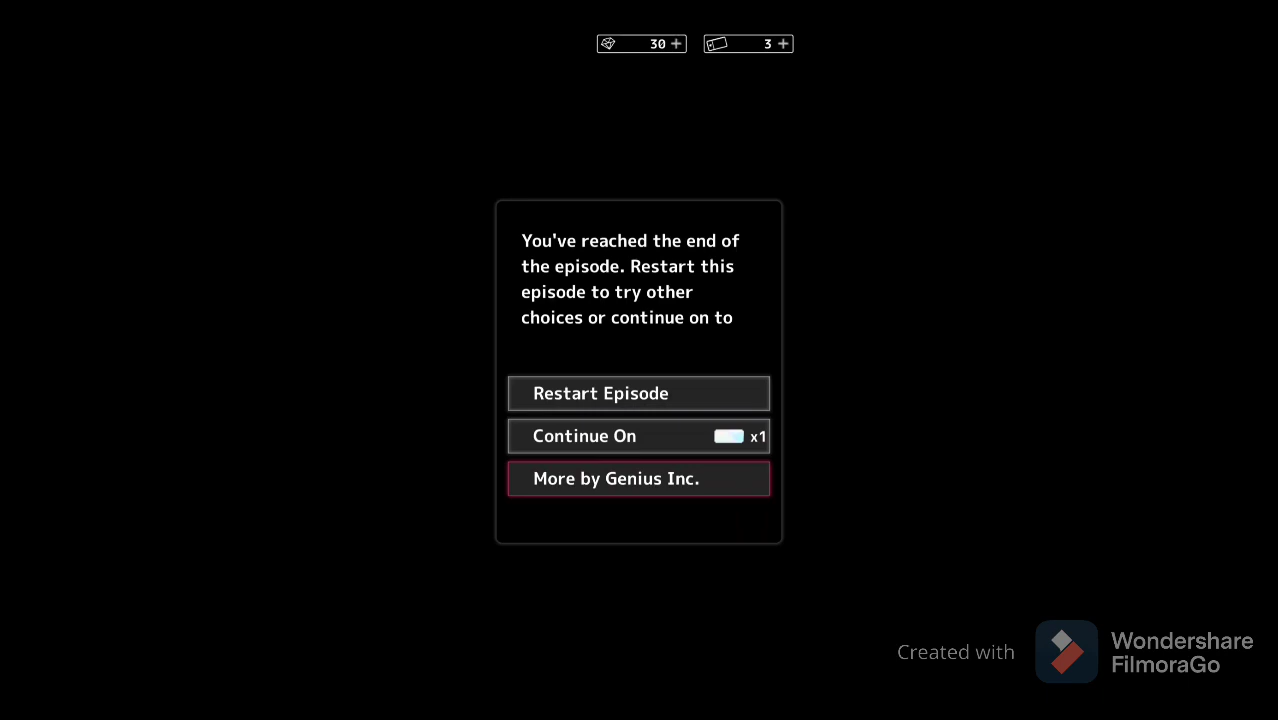 30 +
3 +
You've reached the end of
the episode. Restart this
episode to try other
choices or continue on to
Restart Episode
Continue On x1
More by Genius Inc.
Created with
Wondershare
FilmoraGo